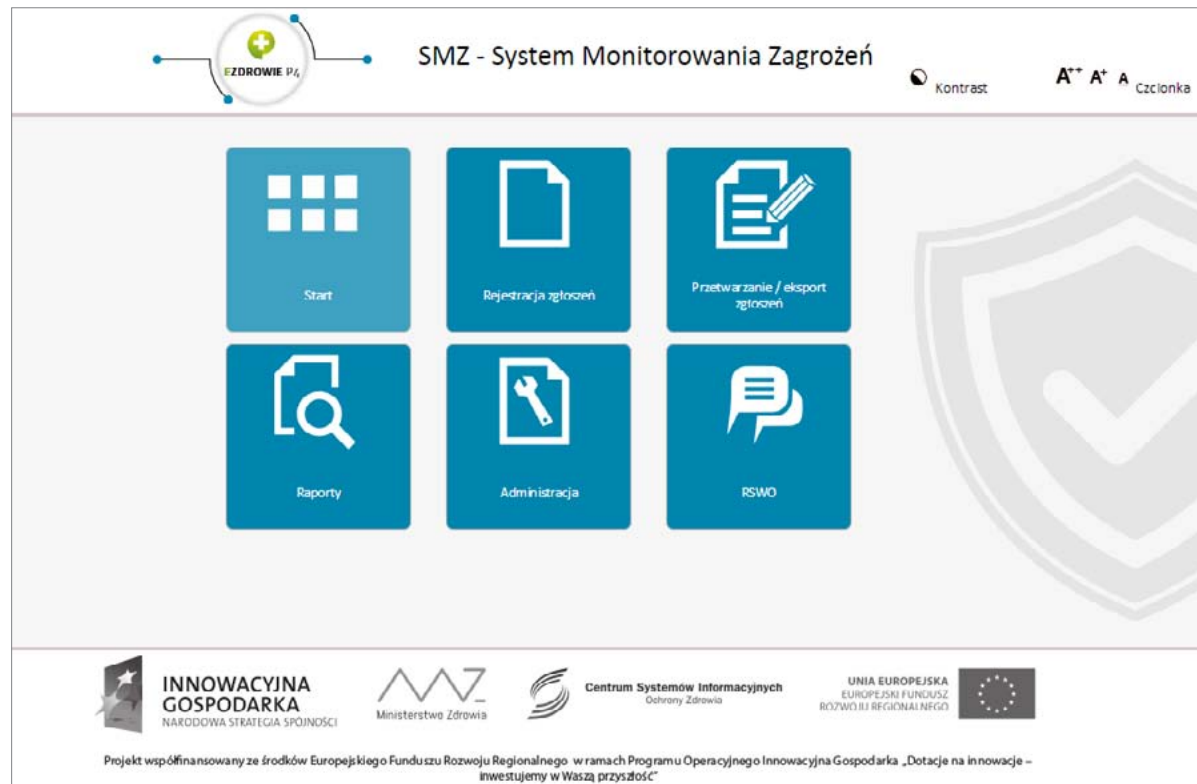 EZDROWIE P4
SMZ - System Monitorowania Zagrożeń
Kontrast
A++ A+ A Czcionka
Start
Rejestracja zgłoszeń
Przetwarzanie / eksport
zgłoszeń
Raporty
Administracja
RSWO
INNOWACYJNA
GOSPODARKA
NARODOWA STRATEGIA SPÓJNOŚCI
Ministerstwo Zdrowia
Centrum Systemów Informacyjnych
Ochrony Zdrowia
UNIA EUROPEJSKA
EUROPEJSKI FUNDUSZ
ROZWOJU REGIONALNEGO
Projekt współfinansowany ze środków Europejskiego Funduszu Rozwoju Regionalnego w ramach Programu Operacyjnego Innowacyjna Gospodarka „Dotacje na innowacje –
inwestujemy w Waszą przyszłość”